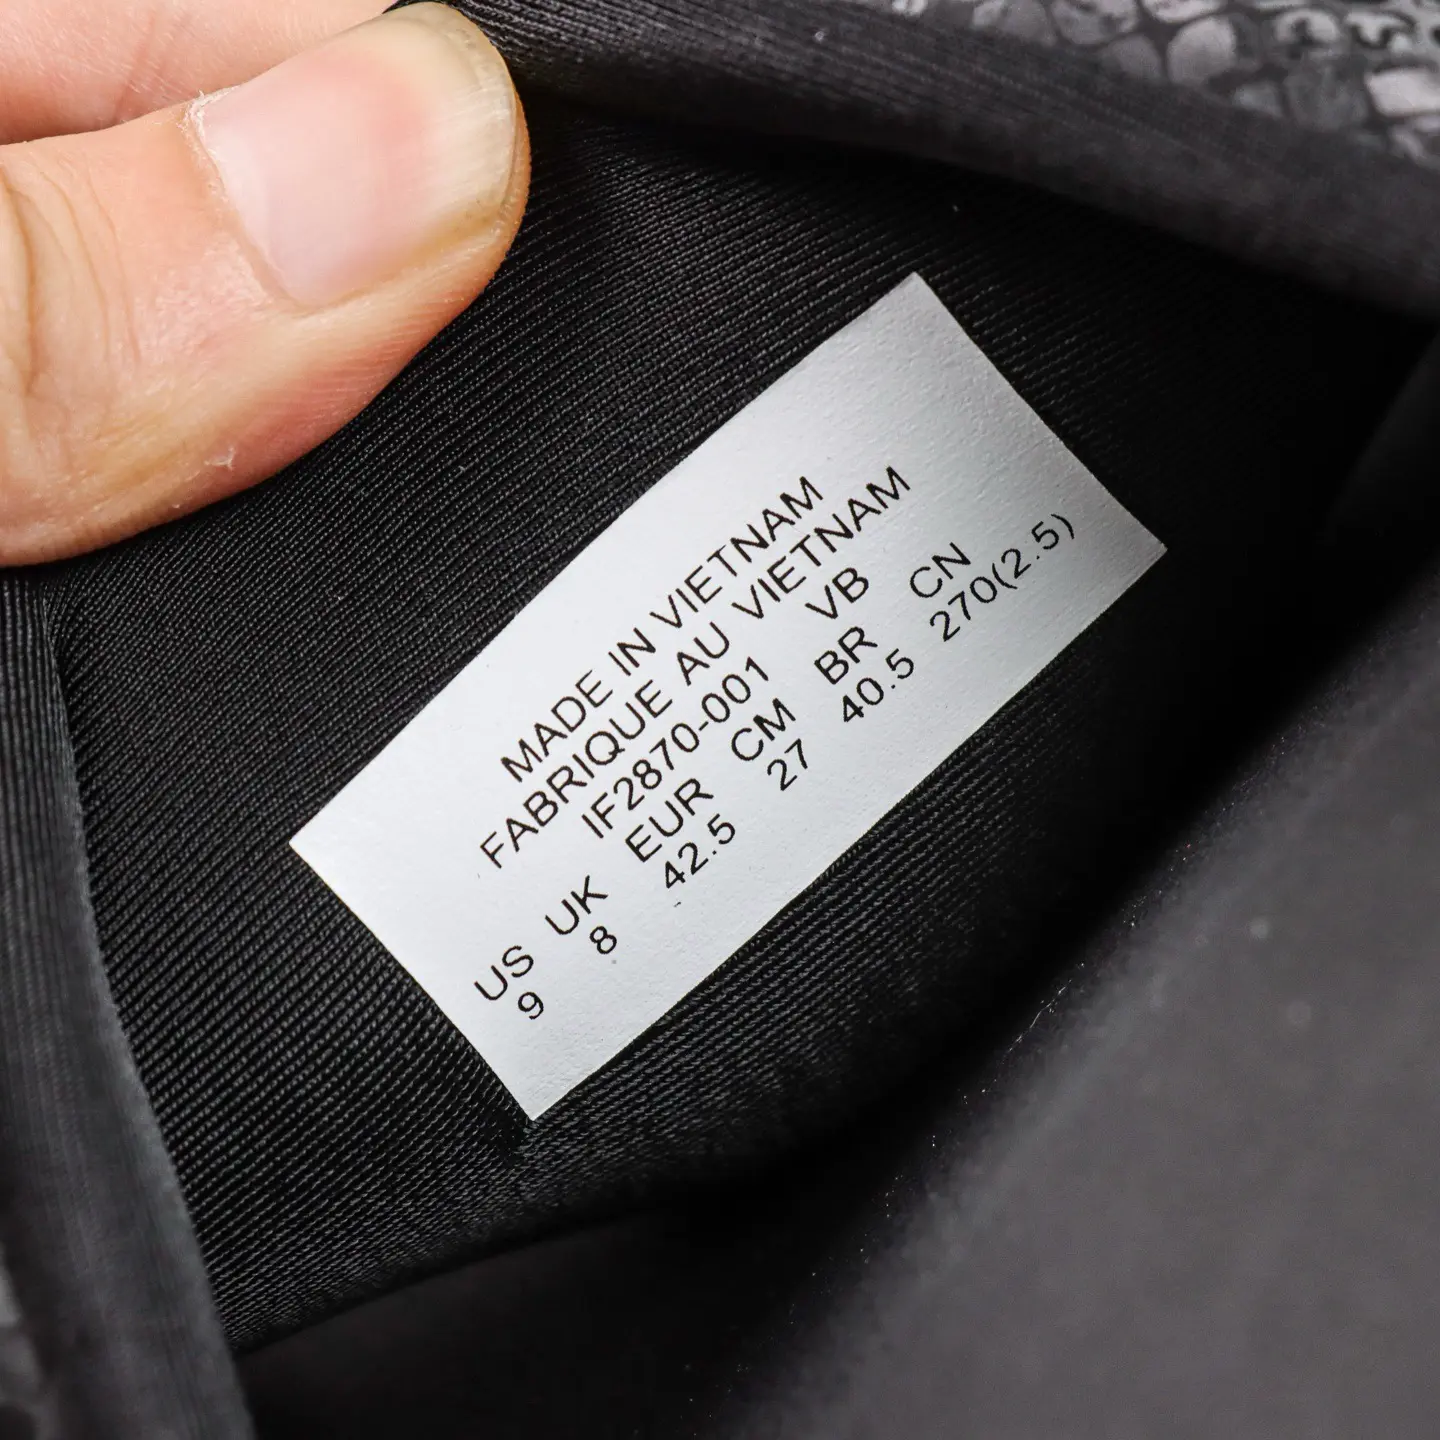 MADE IN VIETNAM
FABRIQUE AU VIETNAM
IF2870-001 VB
US UK EUR CM BR CN
9 8 42.5 27 40.5 270(2.5)